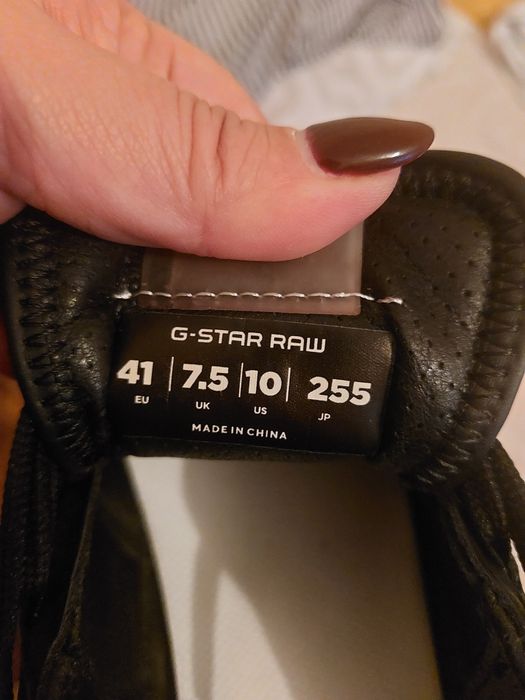 G-STAR RAW
41 | 7.5 | 10 | 255
EU UK US JP
MADE IN CHINA